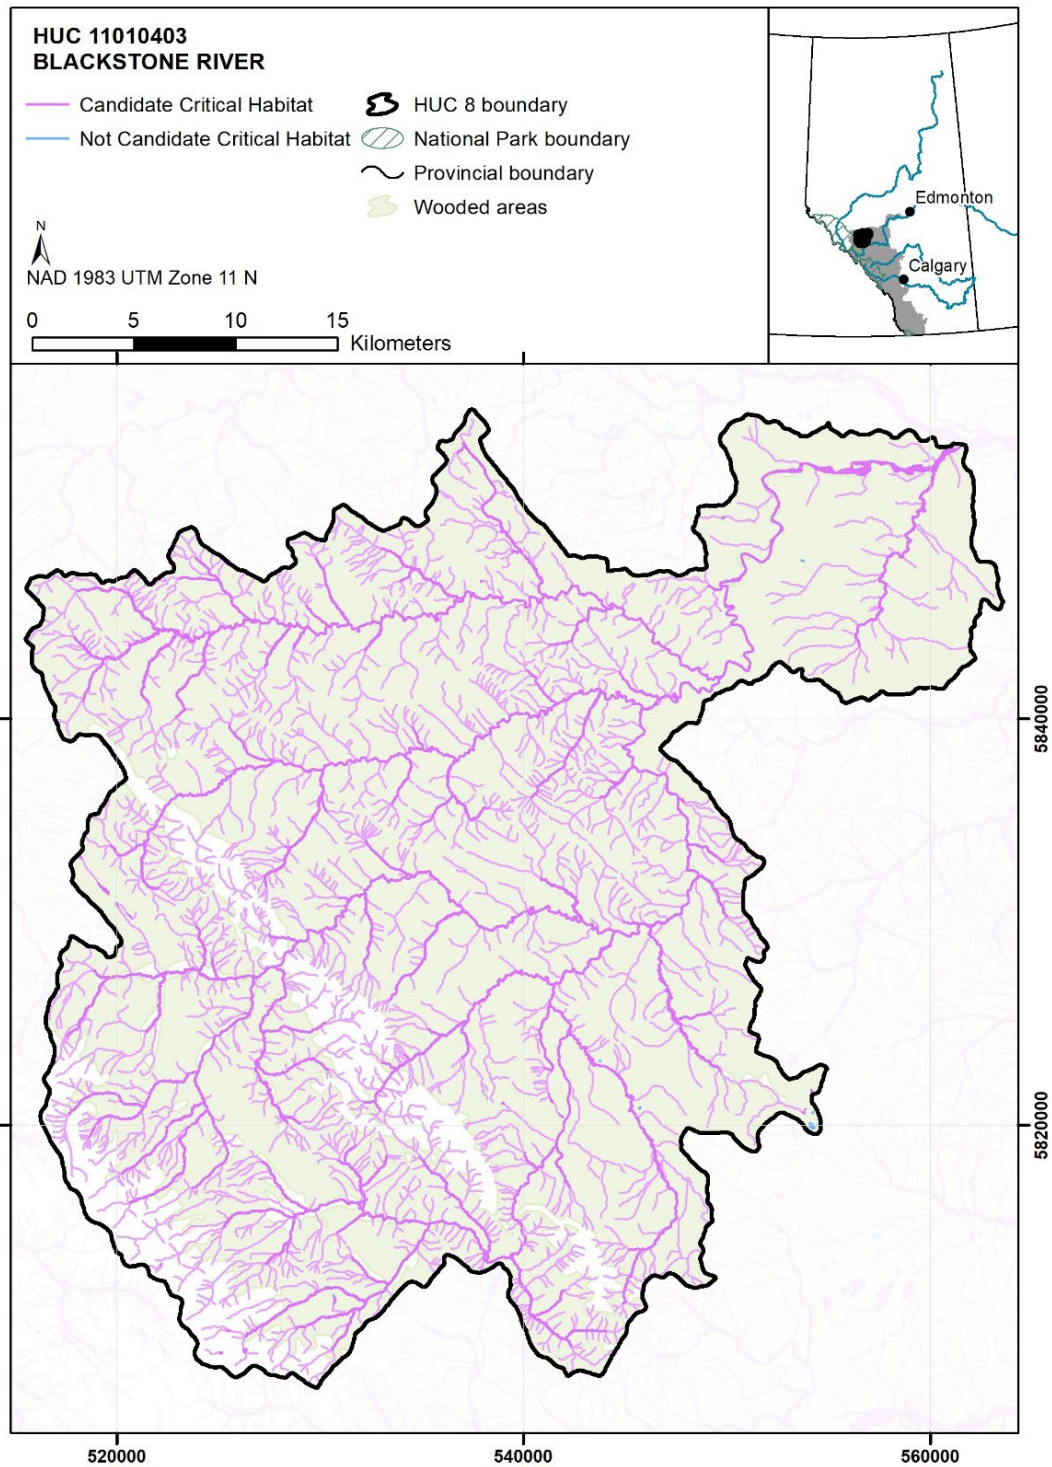 HUC 11010403
BLACKSTONE RIVER
Candidate Critical Habitat
Not Candidate Critical Habitat
HUC 8 boundary
National Park boundary
Provincial boundary
Wooded areas
N
NAD 1983 UTM Zone 11 N
0 5 10 15
Kilometers
Edmonton
Calgary
5840000
5820000
520000 540000 560000